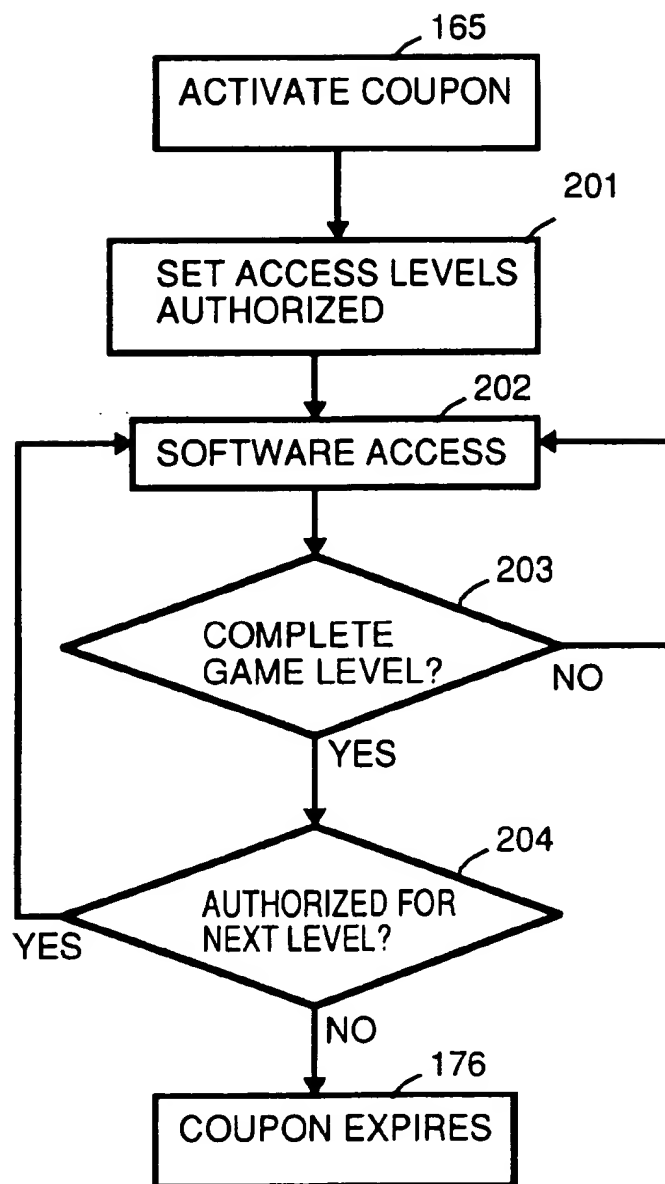 165
ACTIVATE COUPON
201
SET ACCESS LEVELS
AUTHORIZED
202
SOFTWARE ACCESS
203
COMPLETE
GAME LEVEL?
NO
YES
204
AUTHORIZED FOR
NEXT LEVEL?
YES
NO
176
COUPON EXPIRES